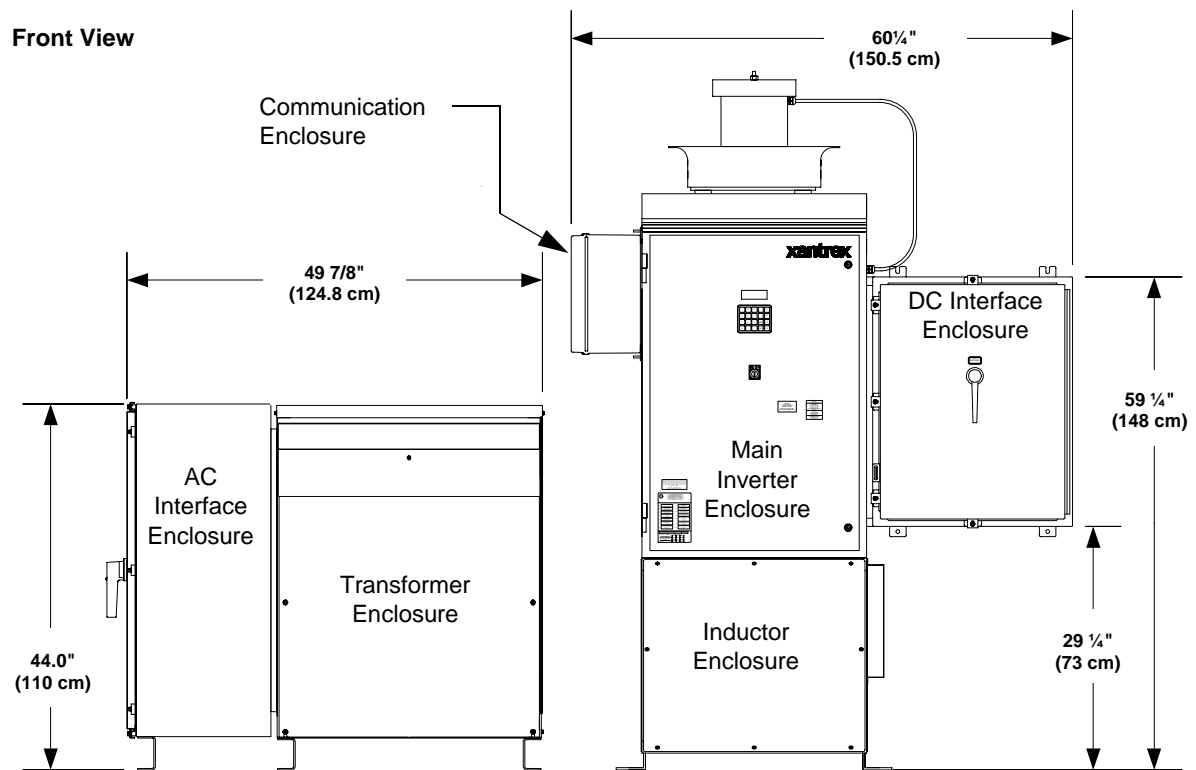 Front View
60¼"
(150.5 cm)
Communication
Enclosure
xantrex
49 7/8"
(124.8 cm)
DC Interface
Enclosure
59 ¼"
(148 cm)
AC
Interface
Enclosure
Main
Inverter
Enclosure
Transformer
Enclosure
Inductor
Enclosure
44.0"
(110 cm)
29 ¼"
(73 cm)